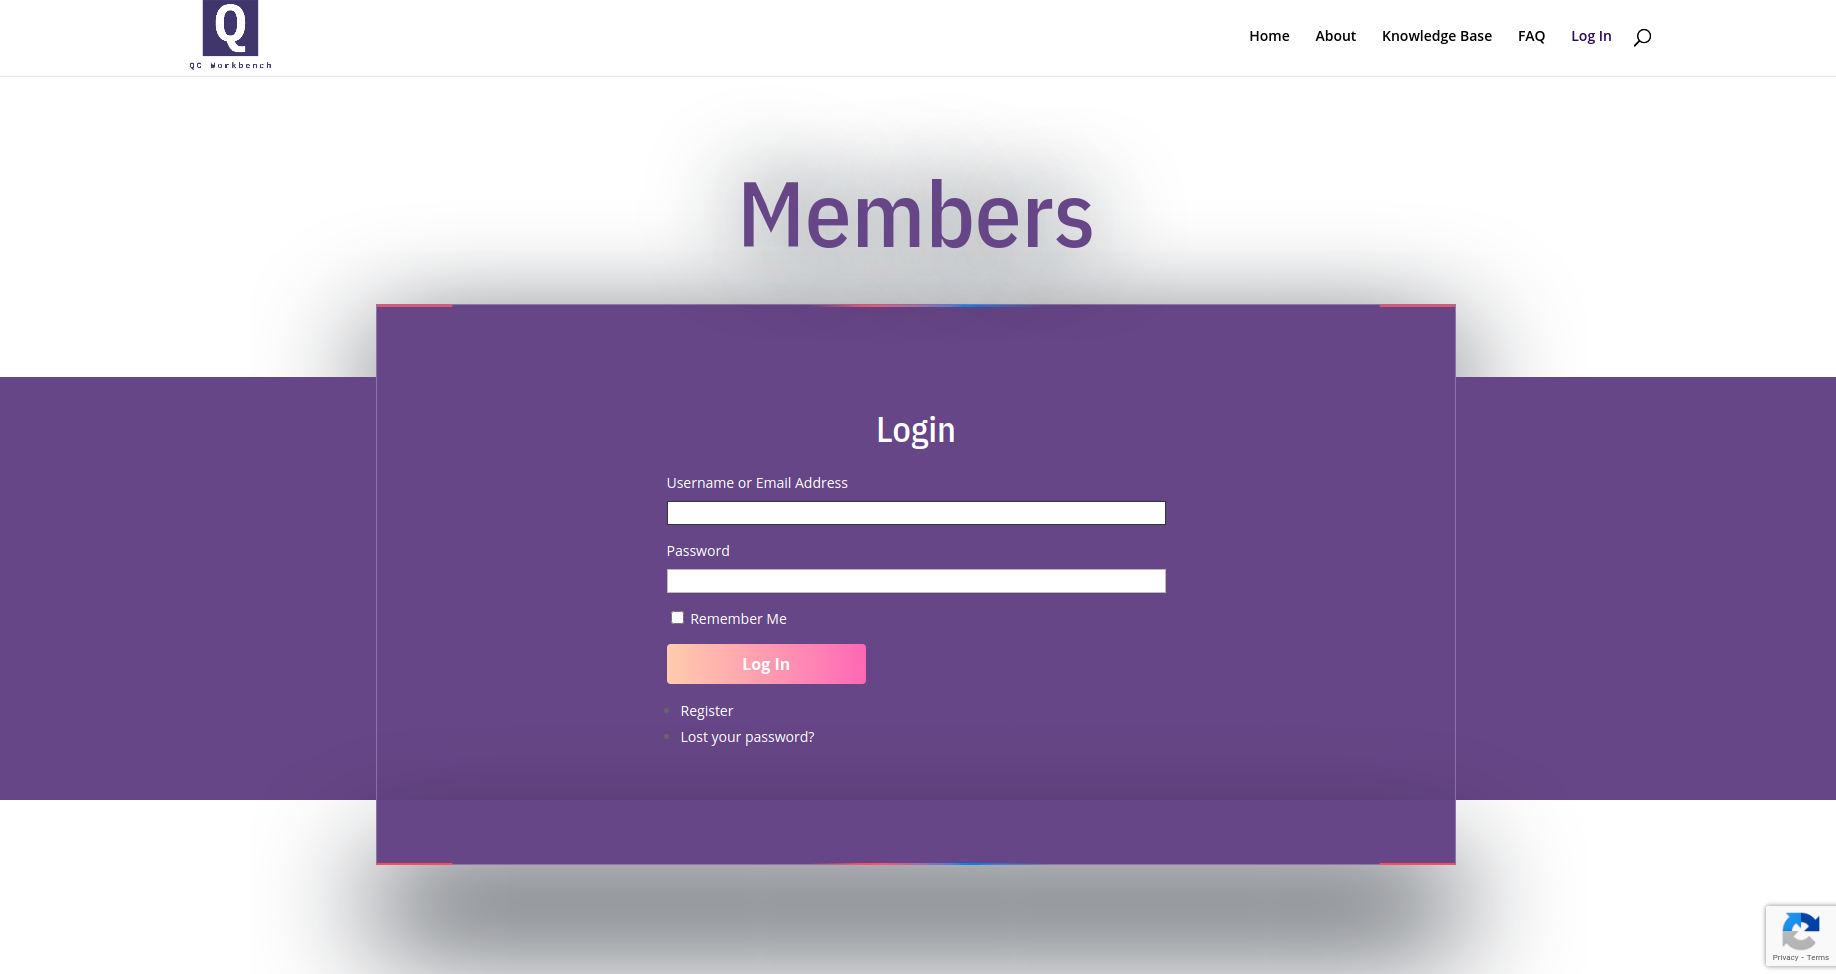 Q
QC Workbench
Home About Knowledge Base FAQ Log In
Members
Login
Username or Email Address
Password
Remember Me
Log In
Register
Lost your password?
Privacy - Terms